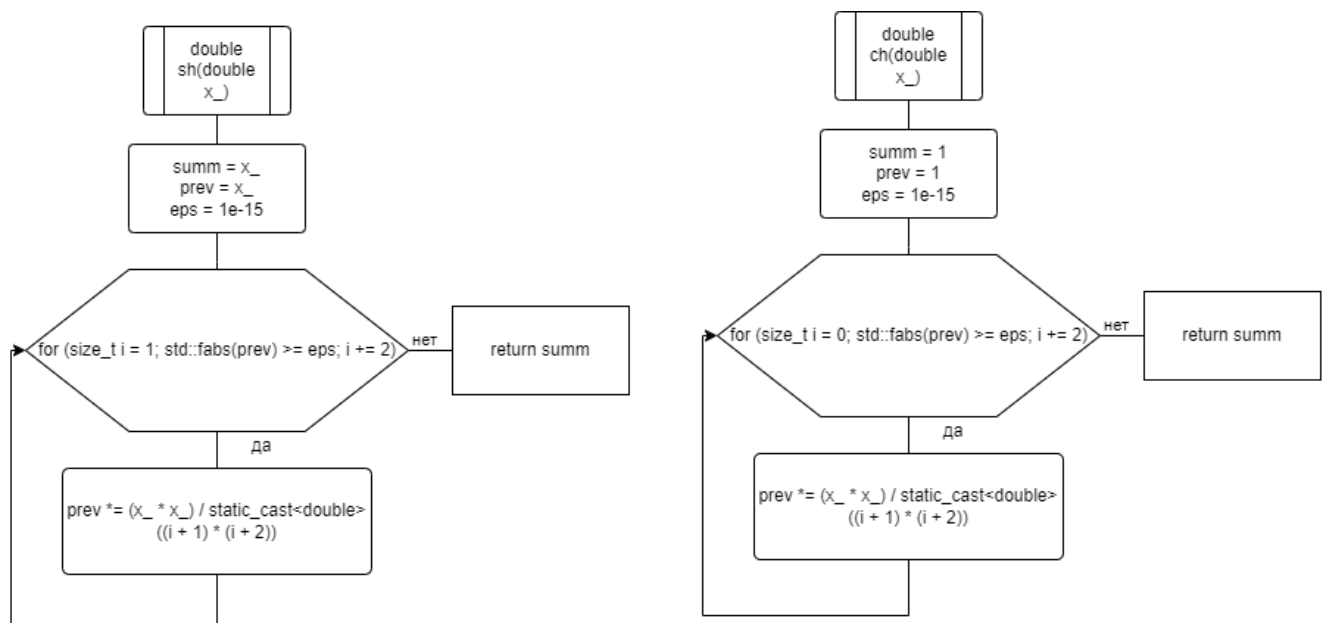 double
sh(double
x_)
summ = x_
prev = x_
eps = 1e-15
for (size_t i = 1; std::fabs(prev) >= eps; i += 2)
нет
return summ
да
prev *= (x_ * x_) / static_cast<double>
((i + 1) * (i + 2))
double
ch(double
x_)
summ = 1
prev = 1
eps = 1e-15
for (size_t i = 0; std::fabs(prev) >= eps; i += 2)
нет
return summ
да
prev *= (x_ * x_) / static_cast<double>
((i + 1) * (i + 2))